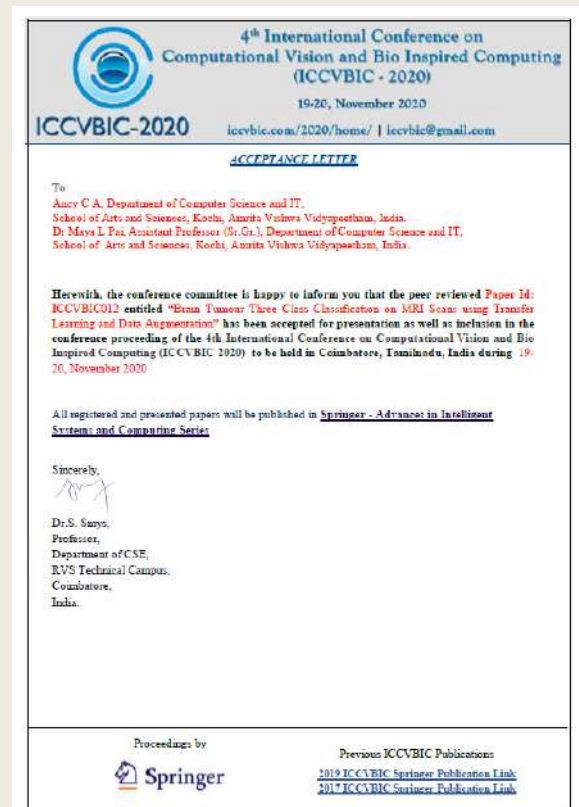 4th International Conference on
Computational Vision and Bio Inspired Computing
(ICCVBIC - 2020)
19-20, November 2020
ICCVBIC-2020
iccvbic.com/2020/home/ | iccvbic@gmail.com
ACCEPTANCE LETTER
To
Ancy C A, Department of Computer Science and IT,
School of Arts and Sciences, Kochi, Amrita Vishwa Vidyapeetham, India.
Dr Maya L Pai, Assistant Professor (Sr.Gr.), Department of Computer Science and IT,
School of Arts and Sciences, Kochi, Amrita Vishwa Vidyapeetham, India.
Herewith, the conference committee is happy to inform you that the peer reviewed Paper Id:
ICCVBIC012 entitled "Brain Tumour Three Class Classification on MRI Scans using Transfer
Learning and Data Augmentation" has been accepted for presentation as well as inclusion in the
conference proceeding of the 4th International Conference on Computational Vision and Bio
Inspired Computing (ICCVBIC 2020) to be held in Coimbatore, Tamilnadu, India during 19-
20, November 2020
All registered and presented papers will be published in Springer - Advances in Intelligent
Systems and Computing Series
Sincerely,
Dr.S. Smys,
Professor,
Department of CSE,
RVS Technical Campus,
Coimbatore,
India.
Proceedings by
Springer
Previous ICCVBIC Publications
2019 ICCVBIC Springer Publication Link
2017 ICCVBIC Springer Publication Link